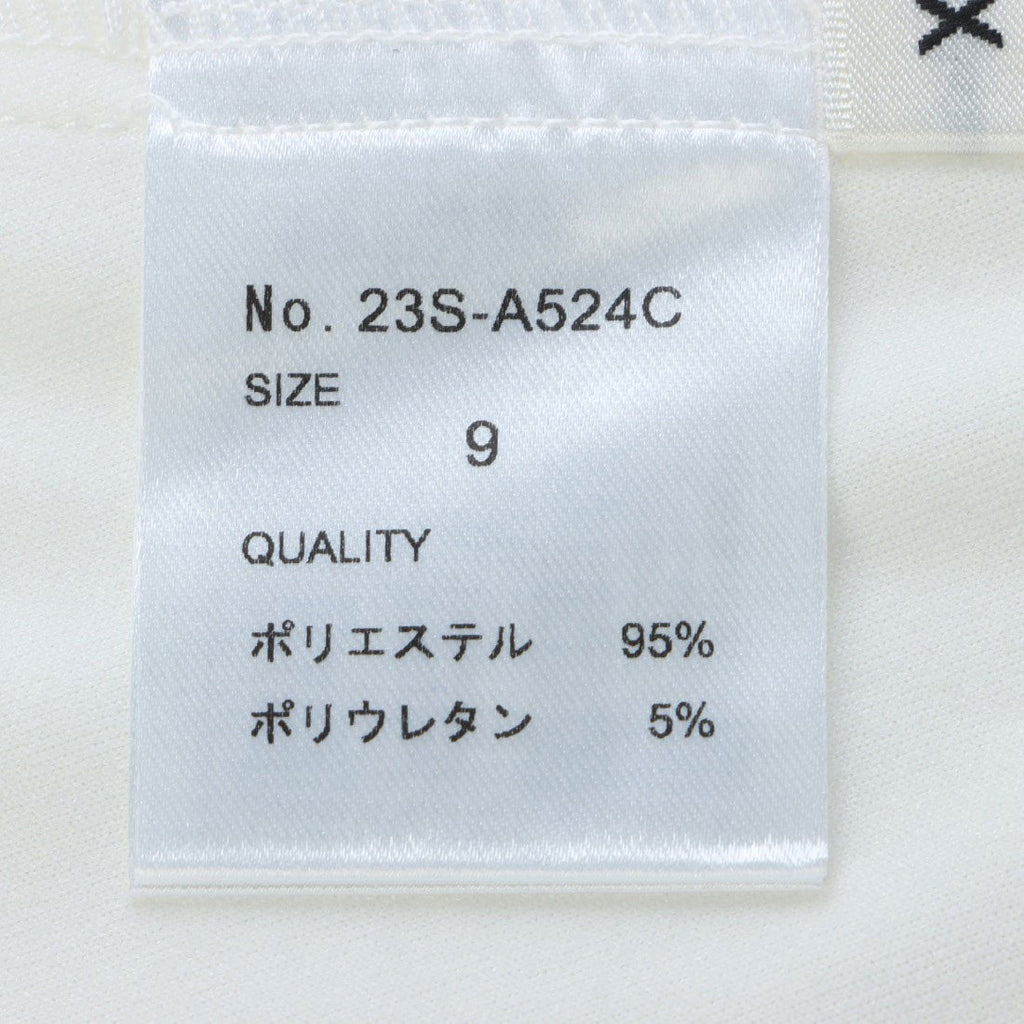 No. 23S-A524C
SIZE
9
QUALITY
ポリエステル 95%
ポリウレタン 5%